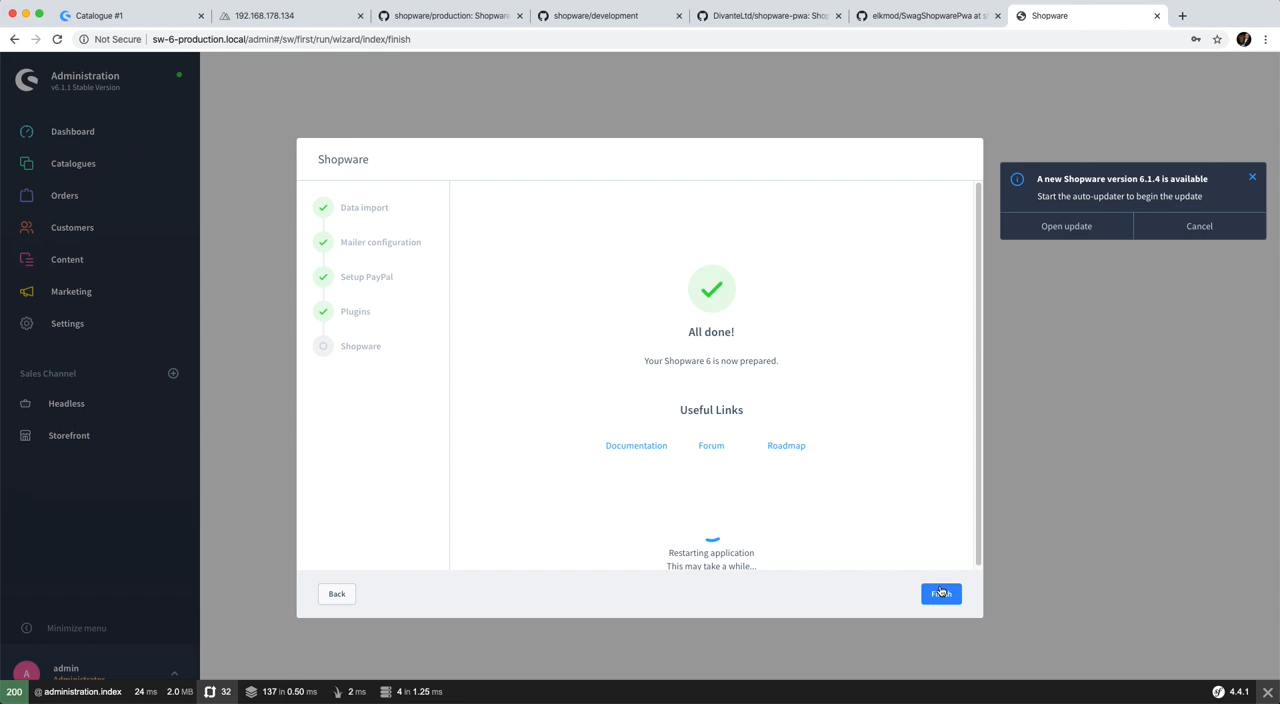 Catalogue #1
192.168.178.134
shopware/production: Shopware
shopware/development
DivanteLtd/shopware-pwa: Shop
elkmod/SwagShopwarePwa at s
Shopware
Not Secure
sw-6-production.local/admin#/sw/first/run/wizard/index/finish
Administration
v6.1.1 Stable Version
Dashboard
Catalogues
Orders
Customers
Content
Marketing
Settings
Sales Channel
Headless
Storefront
Minimize menu
A
admin
Administrator
Shopware
Data import
Mailer configuration
Setup PayPal
Plugins
Shopware
All done!
Your Shopware 6 is now prepared.
Useful Links
Documentation
Forum
Roadmap
Restarting application
This may take a while...
Back
Finish
A new Shopware version 6.1.4 is available
Start the auto-updater to begin the update
Open update
Cancel
200 @ administration.index 24 ms 2.0 MB 32 137 in 0.50 ms 2 ms 4 in 1.25 ms sf 4.4.1